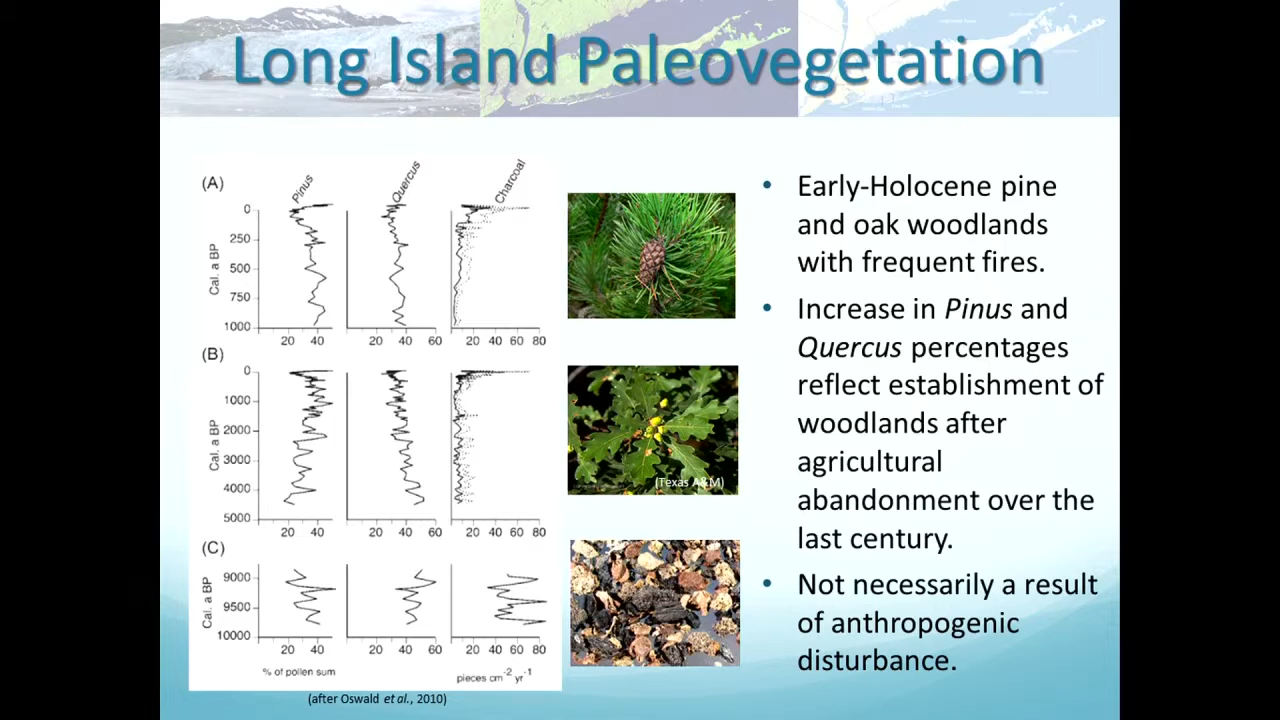 Long Island Paleovegetation
(A)
Pinus
Quercus
Charcoal
0
250
500
750
1000
Cal. a BP
20 40
20 40 60
20 40 60 80
(B)
0
1000
2000
3000
4000
5000
Cal. a BP
20 40
20 40 60
20 40 60 80
(C)
9000
9500
10000
Cal. a BP
20 40
20 40 60
20 40 60 80
% of pollen sum
pieces cm-2 yr-1
(after Oswald et al., 2010)
(Texas A&M)
• Early-Holocene pine
and oak woodlands
with frequent fires.
• Increase in Pinus and
Quercus percentages
reflect establishment of
woodlands after
agricultural
abandonment over the
last century.
• Not necessarily a result
of anthropogenic
disturbance.